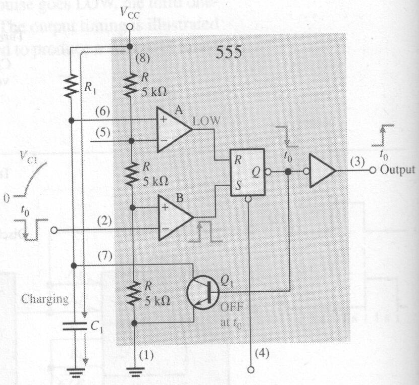 V_CC
(8)
555
R_1
R
5 kΩ
A
LOW
(6)
(5)
+
−
V_C1
0
t_0
R
5 kΩ
B
R
Q
S
t_0
(3)
Output
t_0
(2)
+
−
(7)
R
5 kΩ
Q_1
OFF
at t_0
Charging
C_1
(1)
(4)